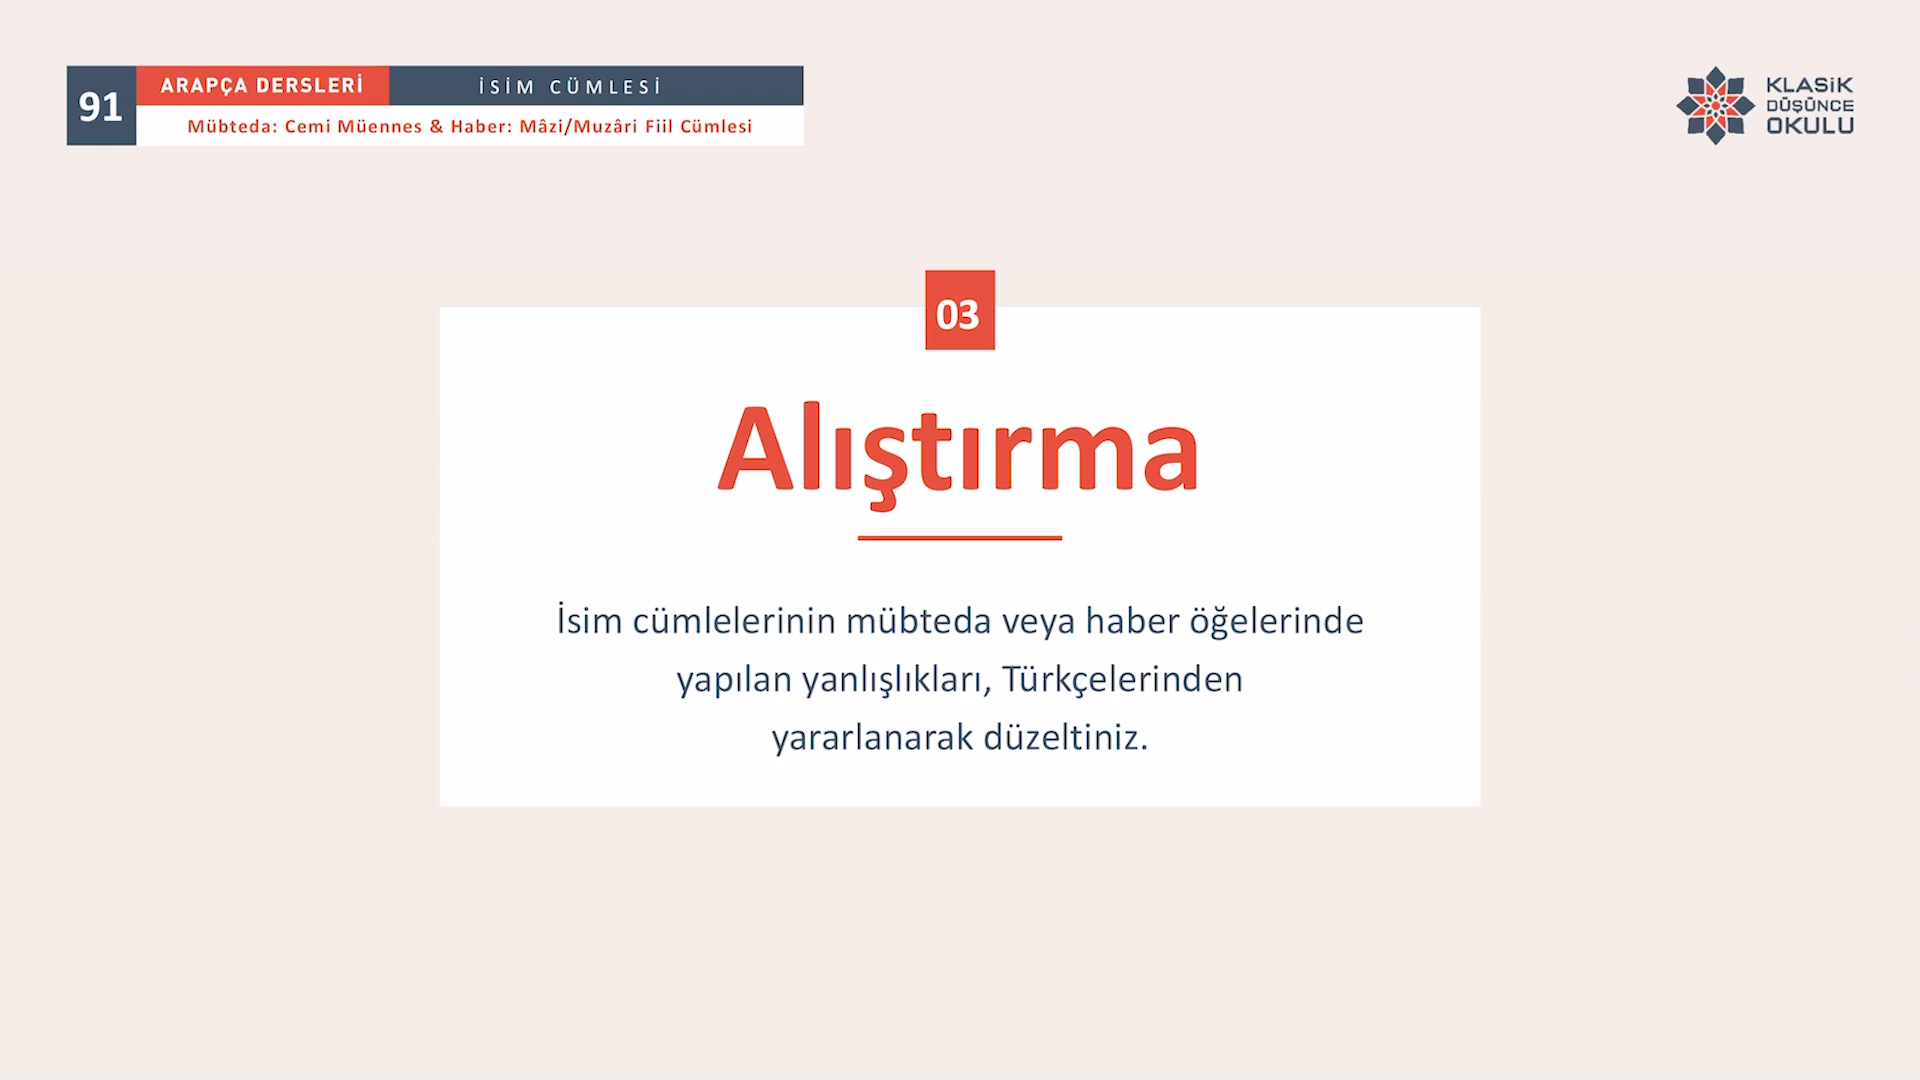 91
ARAPÇA DERSLERİ
İSİM CÜMLESİ
Mübteda: Cemi Müennes & Haber: Mâzi/Muzâri Fiil Cümlesi
KLASİK
DÜŞÜNCE
OKULU
03
Alıştırma
İsim cümlelerinin mübteda veya haber öğelerinde
yapılan yanlışlıkları, Türkçelerinden
yararlanarak düzeltiniz.